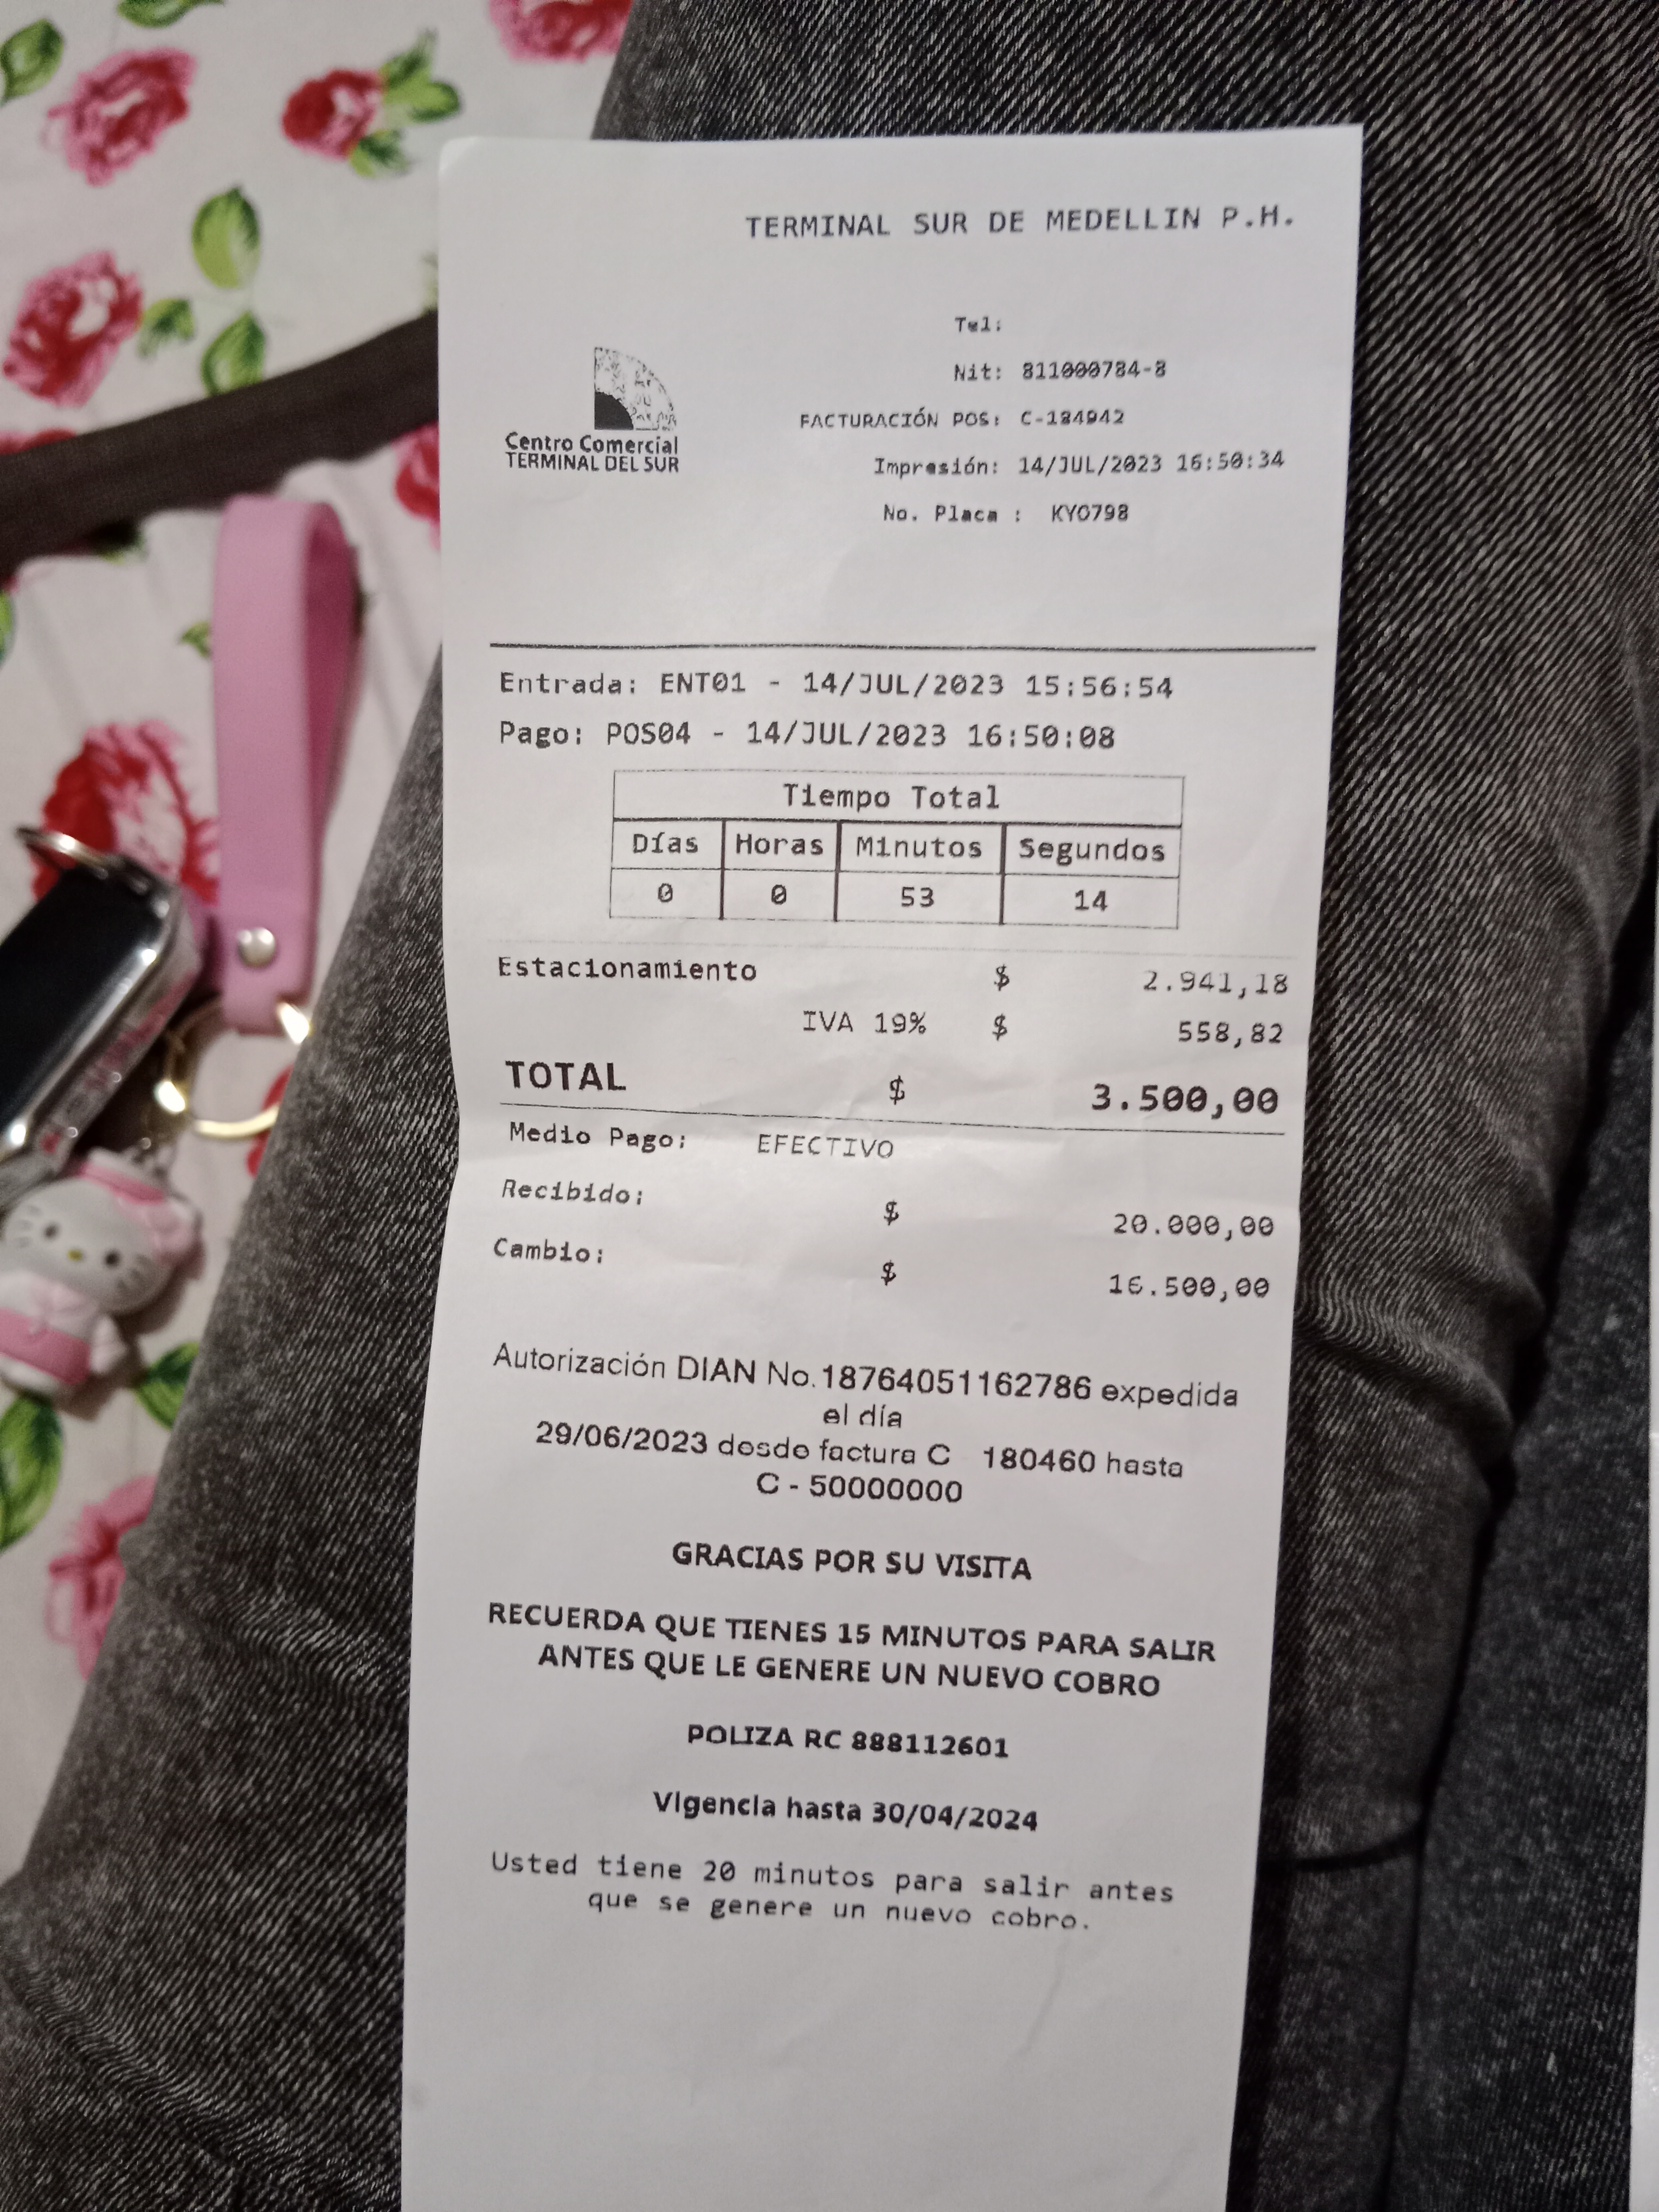 TERMINAL SUR DE MEDELLIN P.H.
Tel:
Nit: 811000784-8
FACTURACIÓN POS: C-184942
Impresión: 14/JUL/2023 16:50:34
No. Placa : KYO798
Centro Comercial
TERMINAL DEL SUR
Entrada: ENT01 - 14/JUL/2023 15:56:54
Pago: POS04 - 14/JUL/2023 16:50:08
Tiempo Total
Días Horas Minutos Segundos
0 0 53 14
Estacionamiento $ 2.941,18
IVA 19% $ 558,82
TOTAL $ 3.500,00
Medio Pago: EFECTIVO
Recibido: $ 20.000,00
Cambio: $ 16.500,00
Autorización DIAN No.18764051162786 expedida
el día
29/06/2023 desde factura C 180460 hasta
C - 50000000
GRACIAS POR SU VISITA
RECUERDA QUE TIENES 15 MINUTOS PARA SALIR
ANTES QUE LE GENERE UN NUEVO COBRO
POLIZA RC 888112601
Vigencia hasta 30/04/2024
Usted tiene 20 minutos para salir antes
que se genere un nuevo cobro.